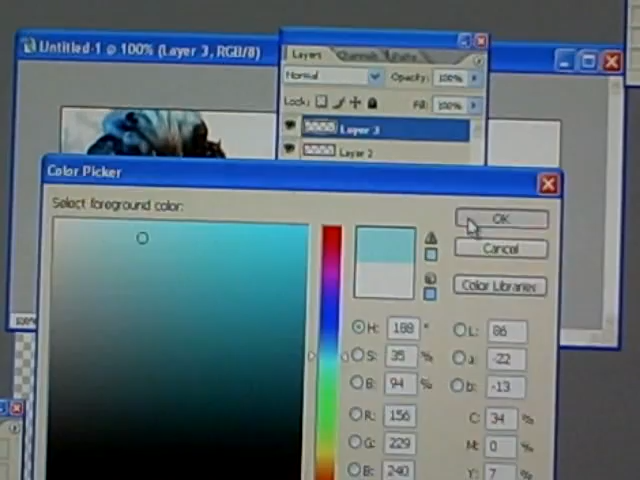 Untitled-1 @ 100% (Layer 3, RGB/8)
Layers Channels Paths
Normal Opacity: 100%
Lock: Fill: 100%
Layer 3
Layer 2
Color Picker
Select foreground color:
OK
Cancel
Color Libraries
H: 188 ° L: 86
S: 35 % a: -22
B: 94 % b: -13
R: 156 C: 34 %
G: 229 M: 0 %
B: 240 Y: 7 %
100%